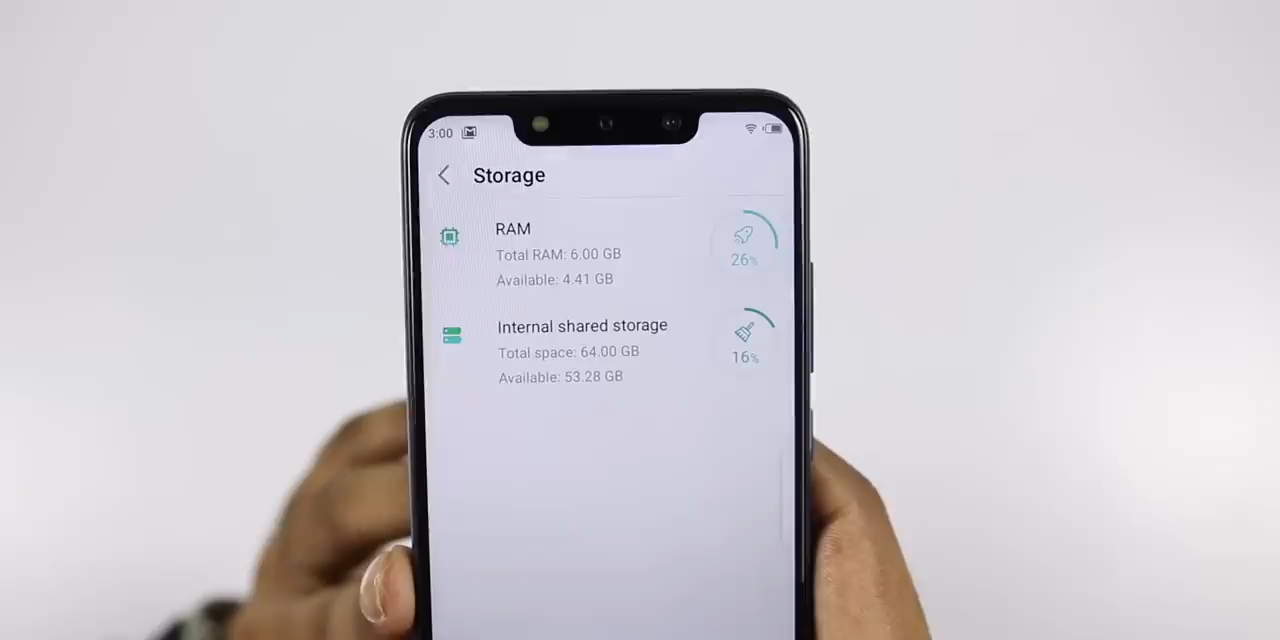 3:00
Storage
RAM
Total RAM: 6.00 GB
Available: 4.41 GB
26%
Internal shared storage
Total space: 64.00 GB
Available: 53.28 GB
16%